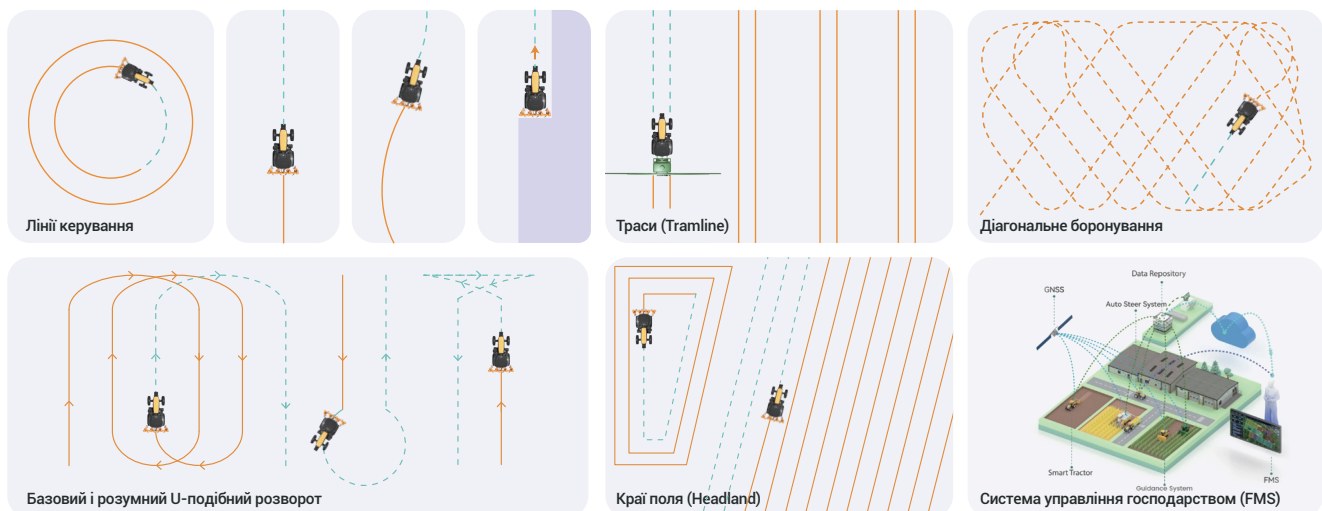 Лінії керування
Траси (Tramline)
Діагональне боронування
Базовий і розумний U-подібний розворот
Краї поля (Headland)
Data Repository
GNSS
Auto Steer System
Smart Tractor
Guidance System
FMS
Система управління господарством (FMS)